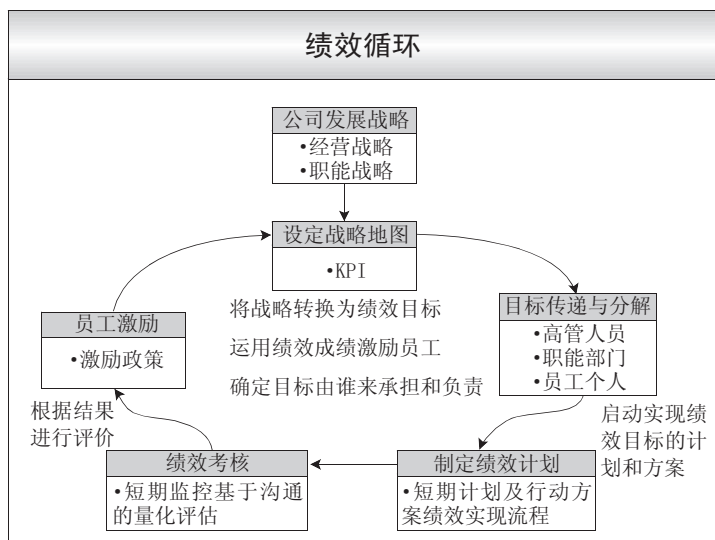 绩效循环
公司发展战略
•经营战略
•职能战略
设定战略地图
•KPI
将战略转换为绩效目标
运用绩效成绩激励员工
确定目标由谁来承担和负责
目标传递与分解
•高管人员
•职能部门
•员工个人
启动实现绩
效目标的计
划和方案
制定绩效计划
•短期计划及行动方
案绩效实现流程
绩效考核
•短期监控基于沟通
的量化评估
根据结果
进行评价
员工激励
•激励政策